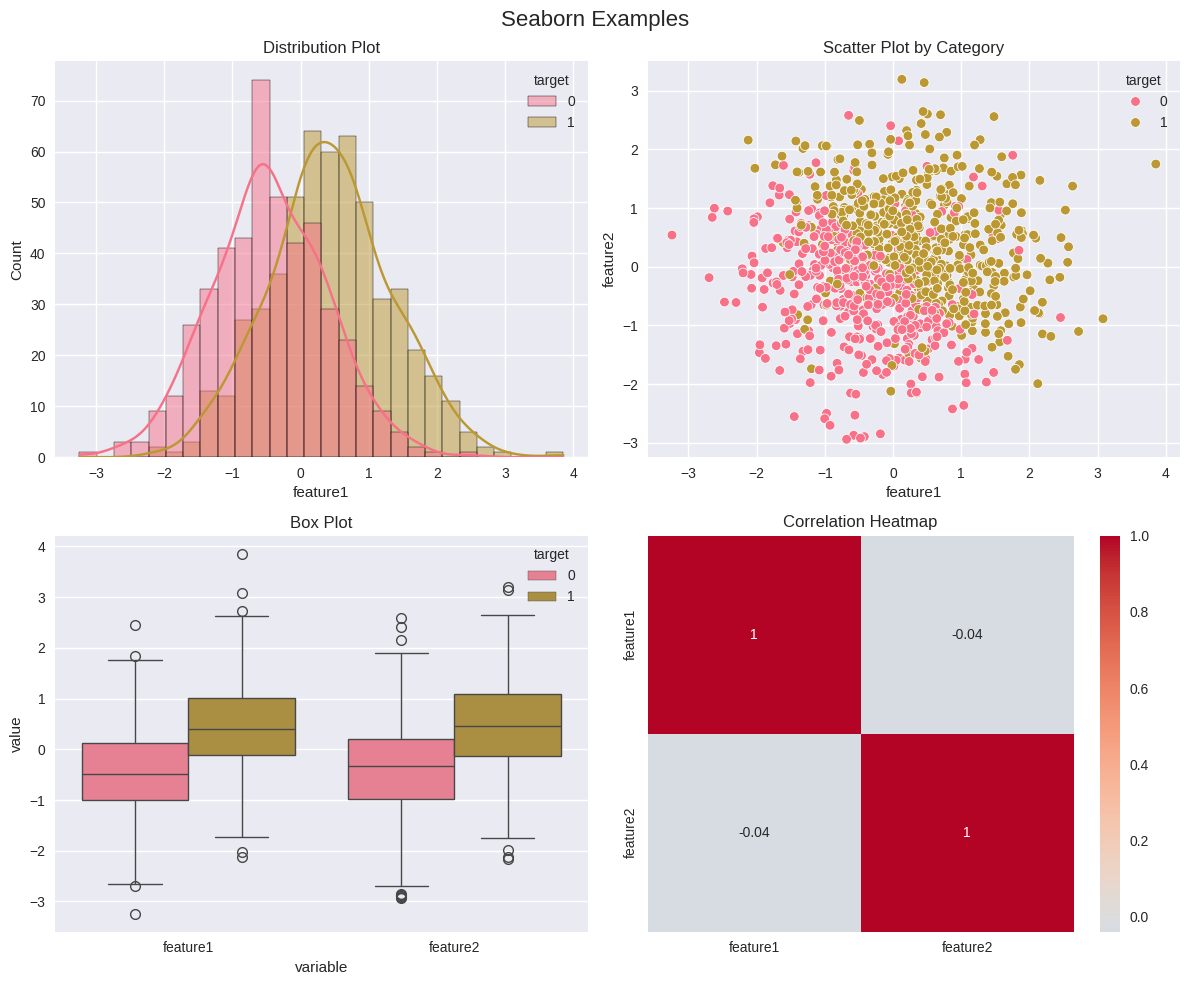 Seaborn Examples
Distribution Plot
target
0
1
70
60
50
40
30
20
10
0
Count
−3 −2 −1 0 1 2 3 4
feature1
Scatter Plot by Category
target
0
1
3
2
1
0
−1
−2
−3
feature2
−3 −2 −1 0 1 2 3 4
feature1
Box Plot
target
0
1
4
3
2
1
0
−1
−2
−3
value
feature1 feature2
variable
Correlation Heatmap
feature1
1 -0.04
feature2
-0.04 1
feature1 feature2
1.0
0.8
0.6
0.4
0.2
0.0